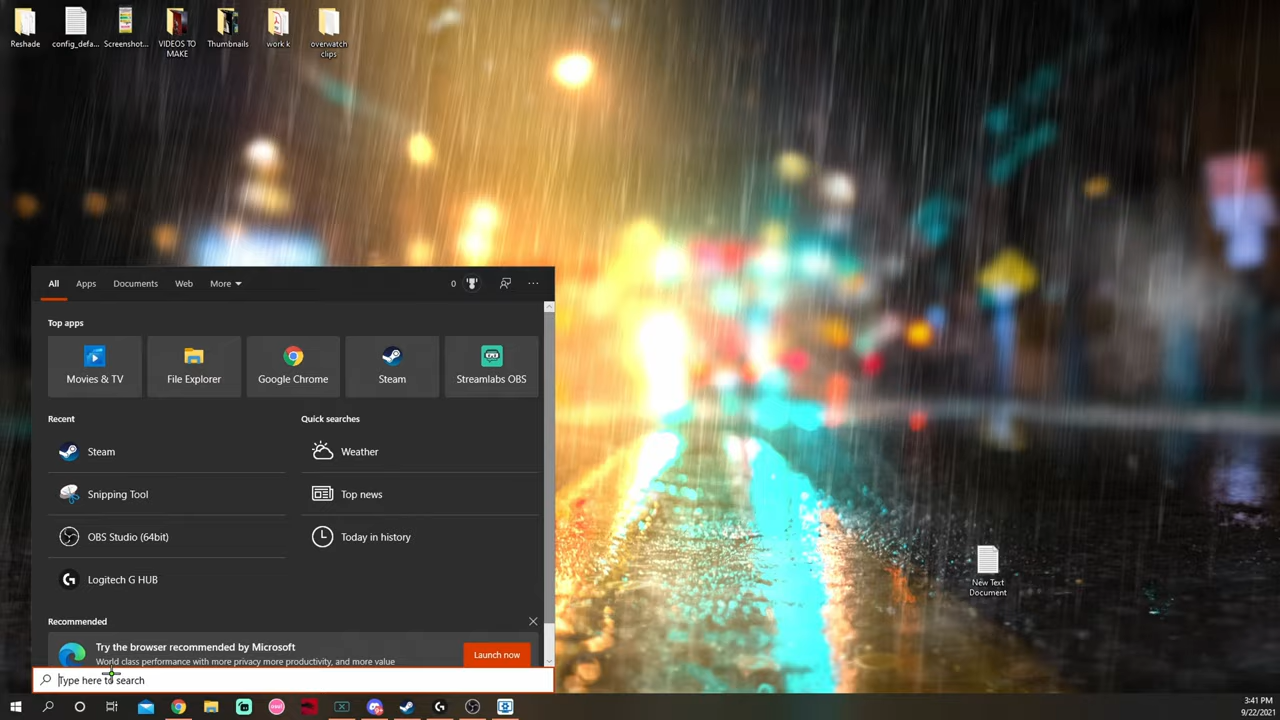 Reshade
config_defa...
Screenshot...
VIDEOS TO
MAKE
Thumbnails
work k
overwatch
clips
All
Apps
Documents
Web
More
0
...
Top apps
Movies & TV
File Explorer
Google Chrome
Steam
Streamlabs OBS
Recent
Quick searches
Steam
Weather
Snipping Tool
Top news
OBS Studio (64bit)
Today in history
Logitech G HUB
New Text
Document
Recommended
Try the browser recommended by Microsoft
World class performance with more privacy more productivity, and more value
Launch now
Type here to search
3:41 PM
9/22/2021